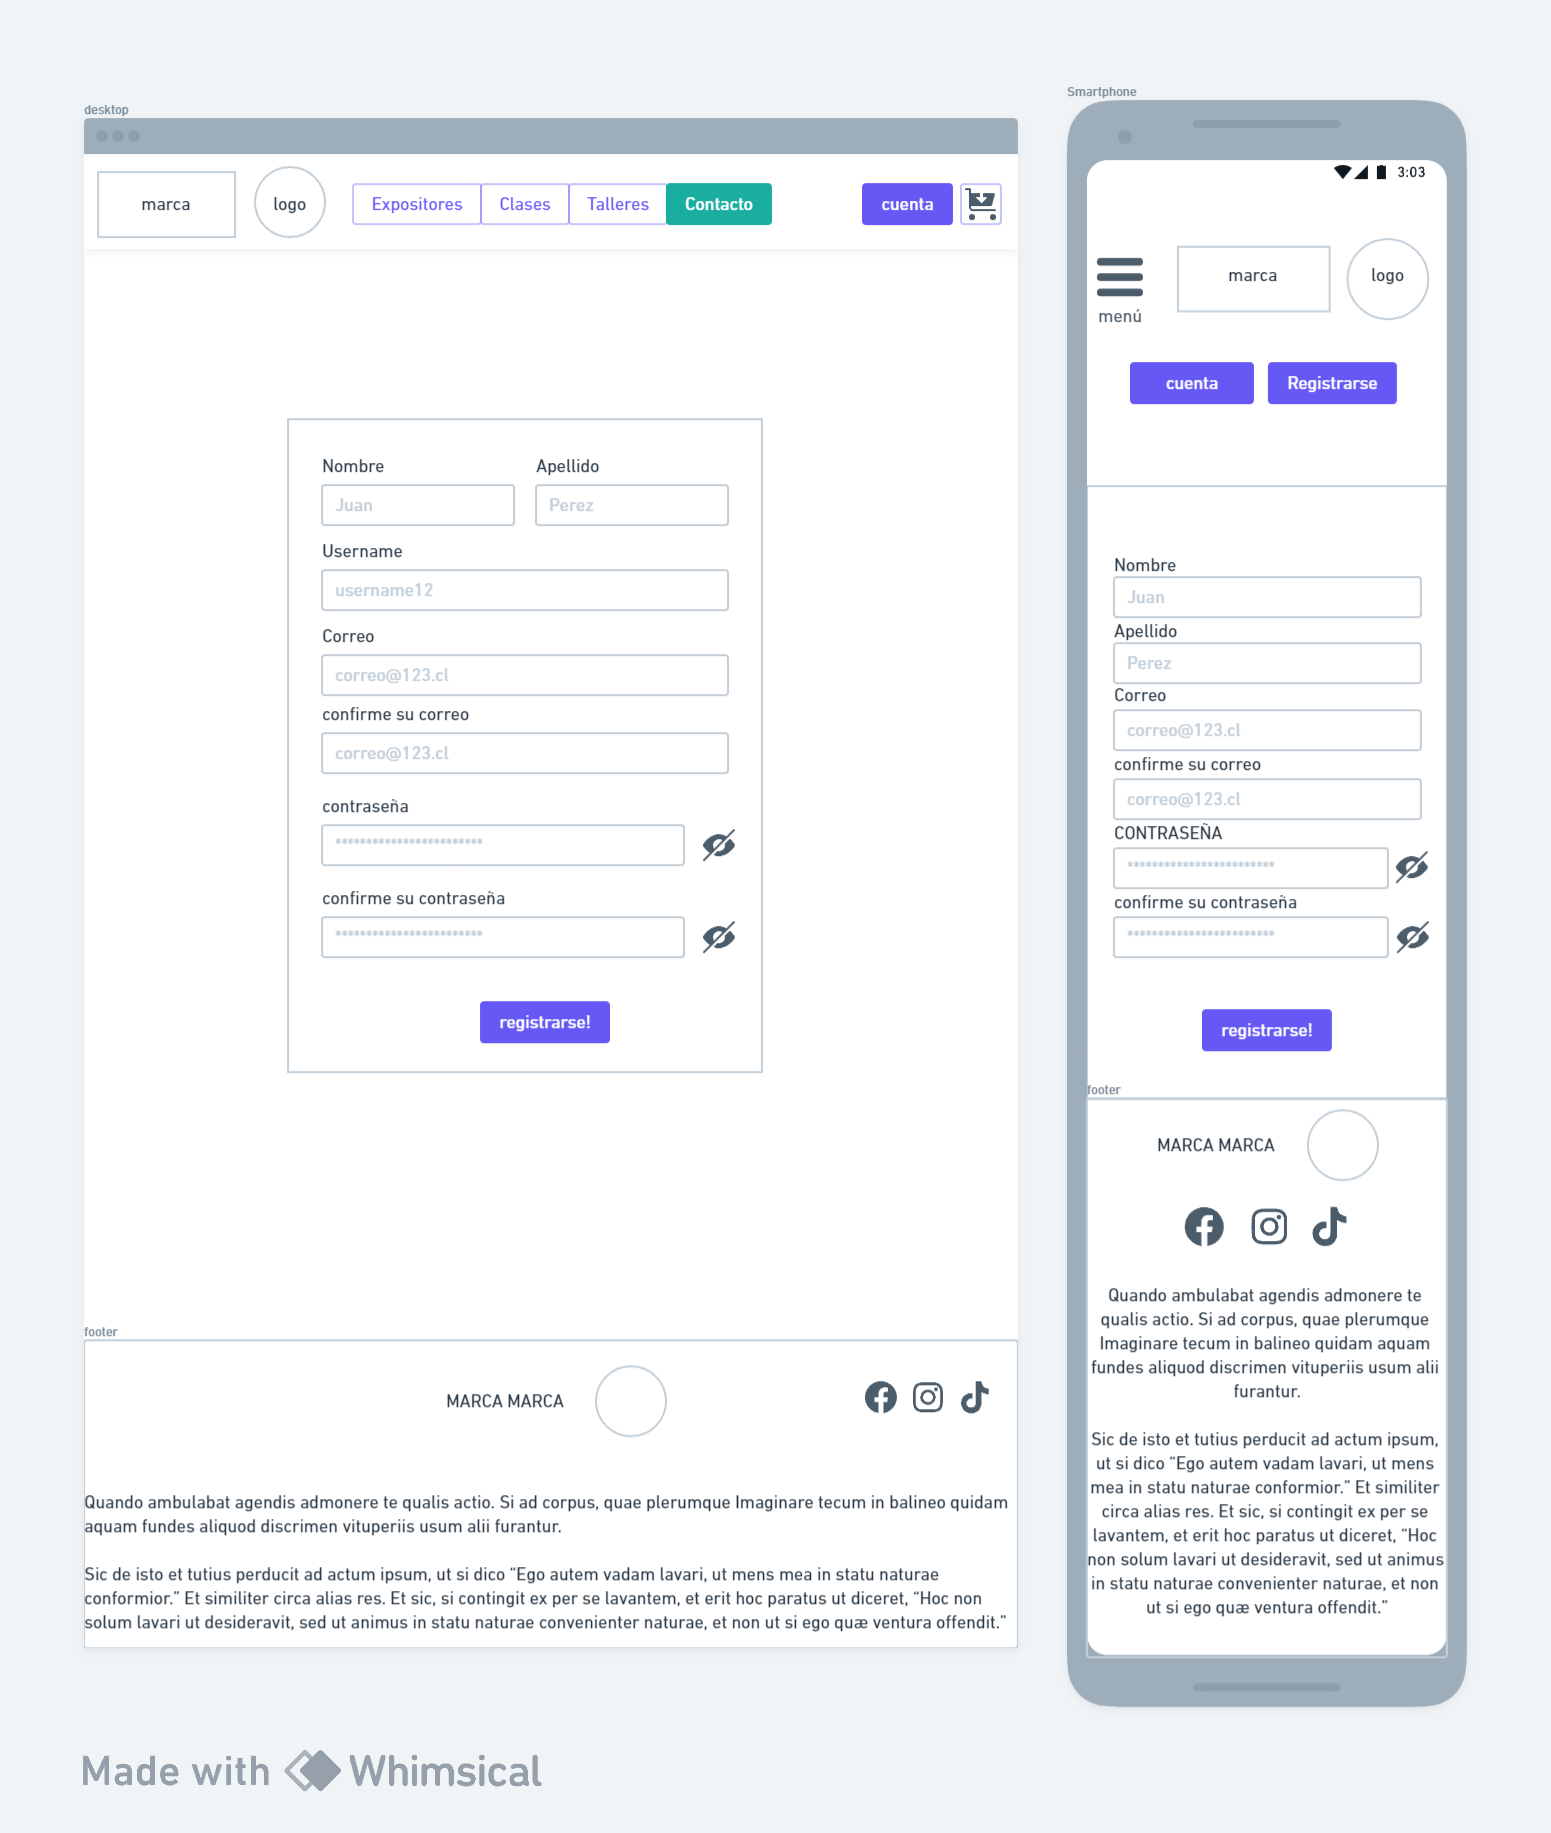 desktop
marca
logo
Expositores
Clases
Talleres
Contacto
cuenta
Nombre
Apellido
Juan
Perez
Username
username12
Correo
correo@123.cl
confirme su correo
correo@123.cl
contraseña
************************
confirme su contraseña
************************
registrarse!
footer
MARCA MARCA
Quando ambulabat agendis admonere te qualis actio. Si ad corpus, quae plerumque Imaginare tecum in balineo quidam
aquam fundes aliquod discrimen vituperiis usum alii furantur.
Sic de isto et tutius perducit ad actum ipsum, ut si dico “Ego autem vadam lavari, ut mens mea in statu naturae
conformior.” Et similiter circa alias res. Et sic, si contingit ex per se lavantem, et erit hoc paratus ut diceret, “Hoc non
solum lavari ut desideravit, sed ut animus in statu naturae convenienter naturae, et non ut si ego quæ ventura offendit.”
Smartphone
3:03
menú
marca
logo
cuenta
Registrarse
Nombre
Juan
Apellido
Perez
Correo
correo@123.cl
confirme su correo
correo@123.cl
CONTRASEÑA
************************
confirme su contraseña
************************
registrarse!
footer
MARCA MARCA
Quando ambulabat agendis admonere te
qualis actio. Si ad corpus, quae plerumque
Imaginare tecum in balineo quidam aquam
fundes aliquod discrimen vituperiis usum alii
furantur.
Sic de isto et tutius perducit ad actum ipsum,
ut si dico “Ego autem vadam lavari, ut mens
mea in statu naturae conformior.” Et similiter
circa alias res. Et sic, si contingit ex per se
lavantem, et erit hoc paratus ut diceret, “Hoc
non solum lavari ut desideravit, sed ut animus
in statu naturae convenienter naturae, et non
ut si ego quæ ventura offendit.”
Made with Whimsical